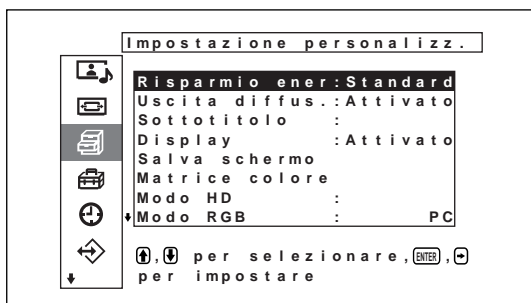 Impostazione personalizz.
Risparmio ener:Standard
Uscita diffus.:Attivato
Sottotitolo :
Display :Attivato
Salva schermo
Matrice colore
Modo HD :
Modo RGB : PC
, per selezionare, ENTER ,
per impostare